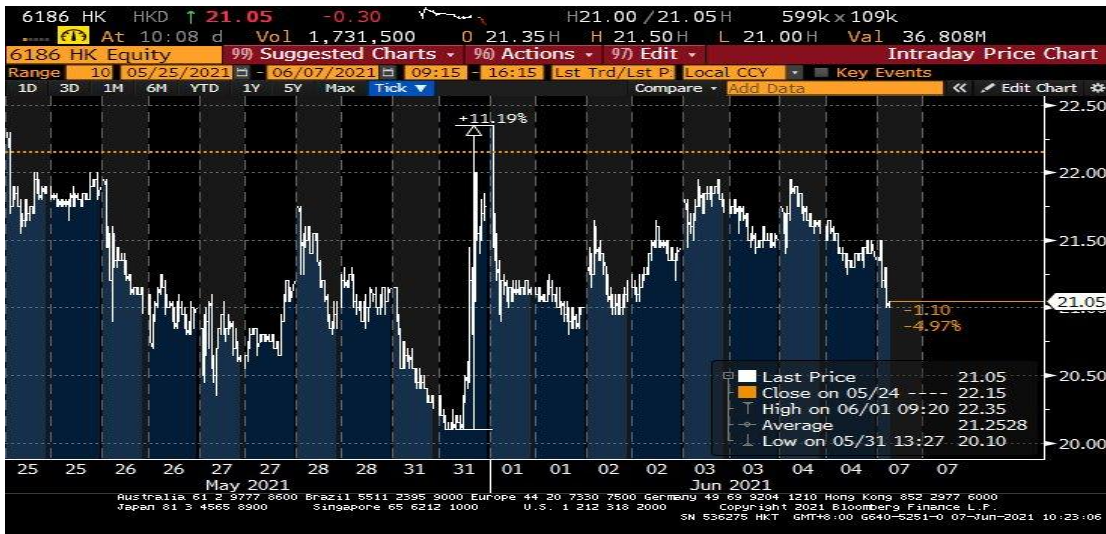 6186 HK HKD ↑ 21.05 -0.30 H21.00 / 21.05H 599k x 109k
At 10:08 d Vol 1,731,500 O 21.35H H 21.50H L 21.00H Val 36.808M
6186 HK Equity 99) Suggested Charts 96) Actions 97) Edit Intraday Price Chart
Range 10 05/25/2021 - 06/07/2021 09:15 - 16:15 Lst Trd/Lst P Local CCY Key Events
1D 3D 1M 6M YTD 1Y 5Y Max Tick ▼ Compare Add Data « Edit Chart
22.50
+11.19%
22.00
21.50
21.05
21.00
-1.10
-4.97%
20.50
Last Price 21.05
Close on 05/24 ---- 22.15
High on 06/01 09:20 22.35
Average 21.2528
Low on 05/31 13:27 20.10
20.00
25 25 26 26 27 27 28 28 31 31 01 01 02 02 03 03 04 04 07 07
May 2021 Jun 2021
Australia 61 2 9777 8600 Brazil 5511 2395 9000 Europe 44 20 7330 7500 Germany 49 69 9204 1210 Hong Kong 852 2977 6000
Japan 81 3 4565 8900 Singapore 65 6212 1000 U.S. 1 212 318 2000 Copyright 2021 Bloomberg Finance L.P.
SN 536275 HKT GMT+8:00 G640-5251-0 07-Jun-2021 10:23:06